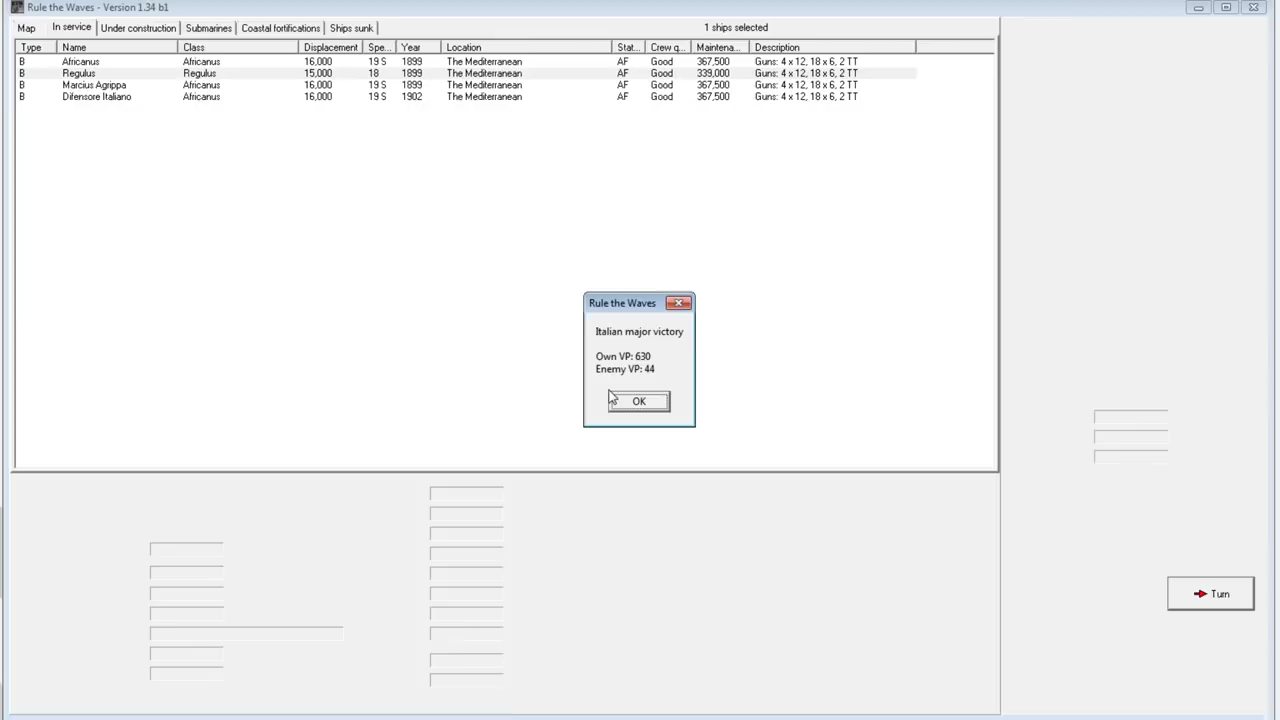 Rule the Waves - Version 1.34 b1
Map In service Under construction Submarines Coastal fortifications Ships sunk 1 ships selected
Type Name Class Displacement Spe... Year Location Stat... Crew q... Maintena... Description
B Africanus Africanus 16,000 19 S 1899 The Mediterranean AF Good 367,500 Guns: 4 x 12, 18 x 6, 2 TT
B Regulus Regulus 15,000 18 1899 The Mediterranean AF Good 339,000 Guns: 4 x 12, 18 x 6, 2 TT
B Marcius Agrippa Africanus 16,000 19 S 1899 The Mediterranean AF Good 367,500 Guns: 4 x 12, 18 x 6, 2 TT
B Difensore Italiano Africanus 16,000 19 S 1902 The Mediterranean AF Good 367,500 Guns: 4 x 12, 18 x 6, 2 TT
Rule the Waves
Italian major victory
Own VP: 630
Enemy VP: 44
OK
Turn